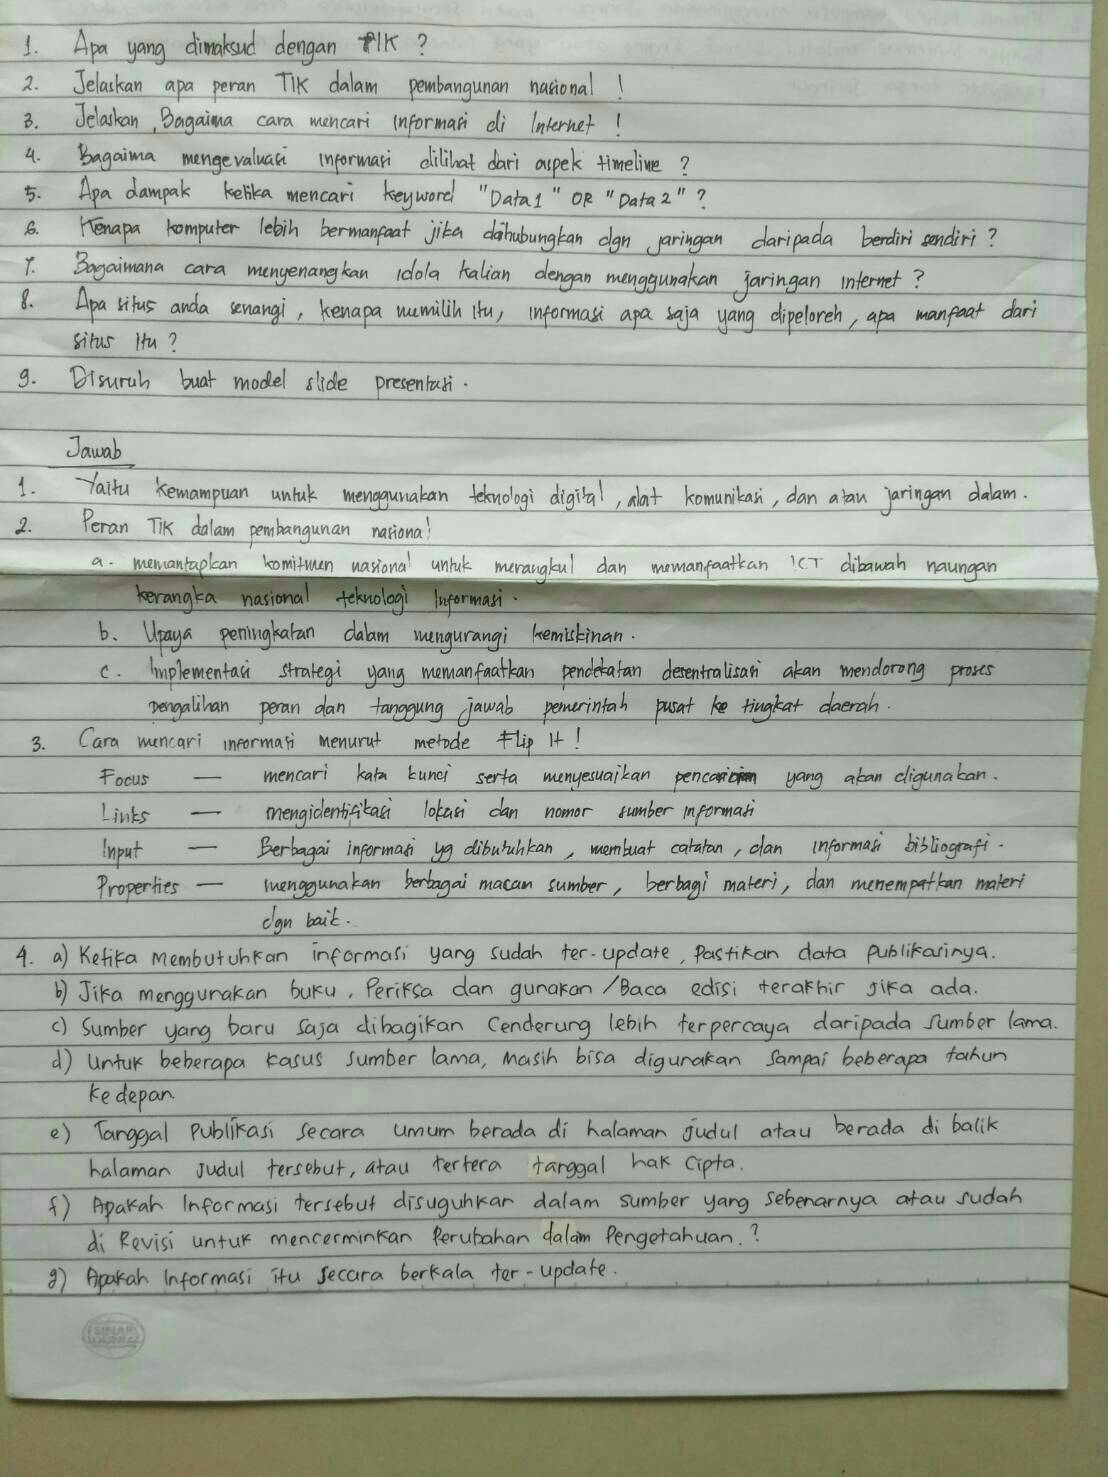 1. Apa yang dimaksud dengan TIK ?
2. Jelaskan apa peran TIK dalam pembangunan nasional !
3. Jelaskan, Bagaima cara mencari informasi di Internet !
4. Bagaima mengevaluasi informasi dilihat dari aspek timeline ?
5. Apa dampak ketika mencari keyword "Data1" OR "Data2" ?
6. Kenapa komputer lebih bermanfaat jika dihubungkan dgn jaringan daripada berdiri sendiri ?
7. Bagaimana cara menyenangkan idola kalian dengan menggunakan jaringan internet ?
8. Apa situs anda senangi, kenapa memilih itu, informasi apa saja yang dipeloreh, apa manfaat dari
situs itu ?
9. Disuruh buat model slide presentasi.
Jawab
1. Yaitu kemampuan untuk menggunakan teknologi digital, alat komunikasi, dan atau jaringan dalam.
2. Peran TIK dalam pembangunan nasional
a. memantapkan komitmen nasional untuk merangkul dan memanfaatkan ICT dibawah naungan
kerangka nasional teknologi Informasi.
b. Upaya peningkatan dalam mengurangi kemiskinan.
c. Implementasi strategi yang memanfaatkan pendekatan desentralisasi akan mendorong proses
pengalihan peran dan tanggung jawab pemerintah pusat ke tingkat daerah.
3. Cara mencari informasi menurut metode Flip It !
Focus — mencari kata kunci serta menyesuaikan pencarian yang akan digunakan.
Links — mengidentifikasi lokasi dan nomor sumber informasi
Input — Berbagai informasi yg dibutuhkan, membuat catatan, dan informasi bibliografi.
Properties — menggunakan berbagai macam sumber, berbagi materi, dan menempatkan materi
dgn baik.
4. a) Ketika Membutuhkan informasi yang sudah ter-update, Pastikan data Publikasinya.
b) Jika menggunakan buku, Periksa dan gunakan /Baca edisi terakhir jika ada.
c) Sumber yang baru saja dibagikan Cenderung lebih terpercaya daripada sumber lama.
d) Untuk beberapa kasus sumber lama, masih bisa digunakan sampai beberapa tahun
Ke depan.
e) Tanggal Publikasi Secara umum berada di halaman judul atau berada di balik
halaman judul tersebut, atau tertera tanggal hak cipta.
f) Apakah Informasi tersebut disuguhkan dalam sumber yang sebenarnya atau sudah
di Revisi untuk mencerminkan Perubahan dalam Pengetahuan.?
g) Apakah Informasi itu Secara berkala ter-update.
SINAR
DUNIA